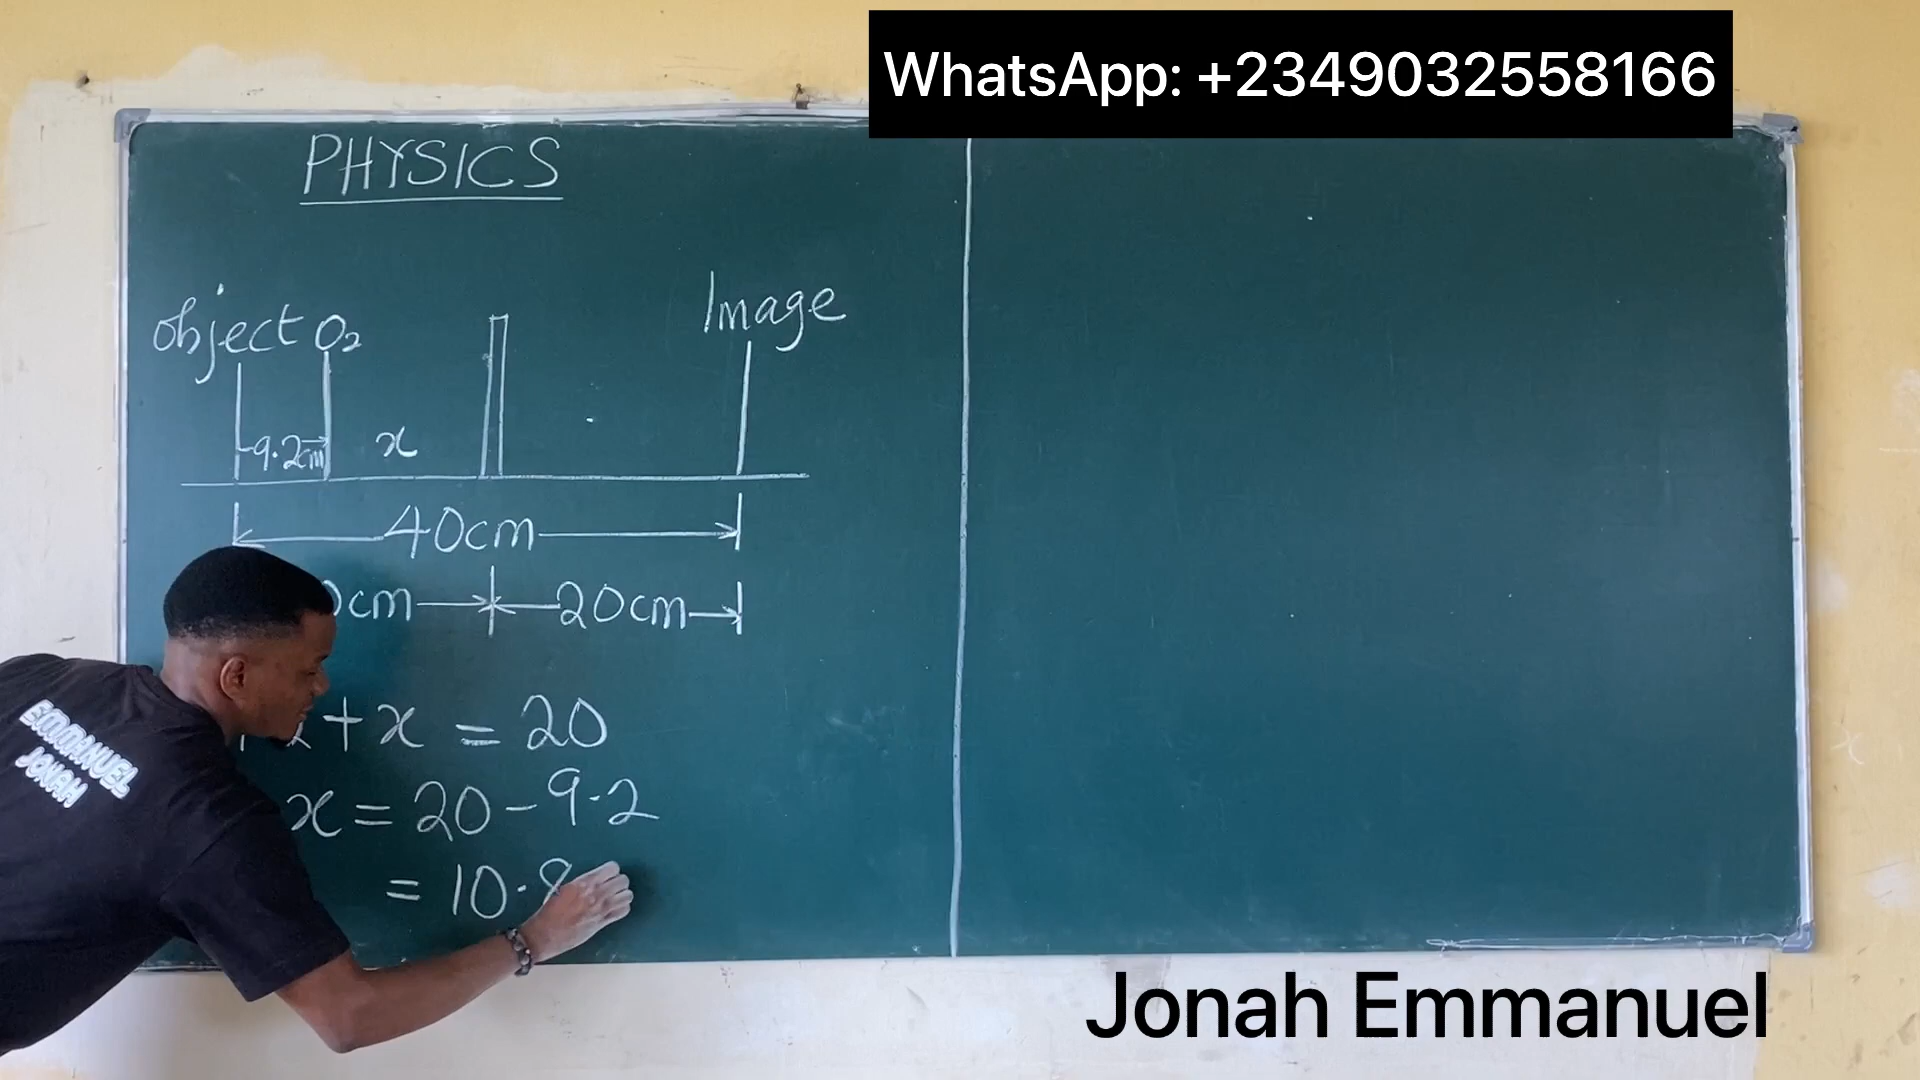 WhatsApp: +2349032558166
PHYSICS
Object O₂ Image
9.2cm x
40cm
0cm 20cm
+ x = 20
x = 20 - 9.2
= 10.8
EMMANUEL
JONAH
Jonah Emmanuel